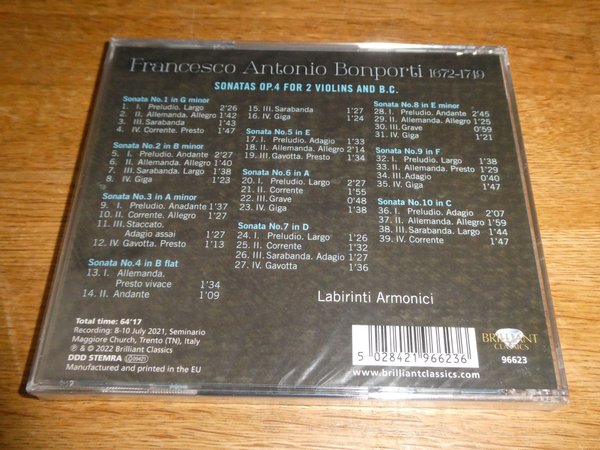 Francesco Antonio Bonporti 1672-1749
SONATAS OP.4 FOR 2 VIOLINS AND B.C.
Sonata No.1 in G minor
1. I. Preludio. Largo 2'26
2. II. Allemanda. Allegro 1'42
3. III. Sarabanda 1'43
4. IV. Corrente. Presto 1'47
Sonata No.2 in B minor
5. I. Preludio. Andante 2'27
6. II. Allemanda. Allegro 1'40
7. III. Sarabanda. Largo 1'38
8. IV. Giga 1'23
Sonata No.3 in A minor
9. I. Preludio. Andante 1'37
10. II. Corrente. Allegro 1'27
11. III. Staccato.
Adagio assai 1'27
12. IV. Gavotta. Presto 1'13
Sonata No.4 in B flat
13. I. Allemanda.
Presto vivace 1'34
14. II. Andante 1'09
15. III. Sarabanda 1'27
16. IV. Giga 1'24
Sonata No.5 in E
17. I. Preludio. Adagio 1'33
18. II. Allemanda. Allegro 2'14
19. III. Gavotta. Presto 1'34
Sonata No.6 in A
20. I. Preludio. Largo 2'27
21. II. Corrente 1'55
22. III. Grave 0'48
23. IV. Giga 1'38
Sonata No.7 in D
24. I. Preludio. Largo 1'26
25. II. Corrente 1'32
26. III. Sarabanda. Adagio 1'27
27. IV. Gavotta 1'36
Sonata No.8 in E minor
28. I. Preludio. Andante 2'45
29. II. Allemanda. Allegro 1'25
30. III. Grave 0'59
31. IV. Giga 1'21
Sonata No.9 in F
32. I. Preludio. Largo 1'38
33. II. Allemanda. Presto 1'29
34. III. Adagio 0'40
35. IV. Giga 1'47
Sonata No.10 in C
36. I. Preludio. Adagio 2'07
37. II. Allemanda. Allegro 1'59
38. III. Sarabanda. Largo 1'44
39. IV. Corrente 1'47
Labirinti Armonici
Total time: 64'17
Recording: 8-10 July 2021, Seminario
Maggiore Church, Trento (TN), Italy
℗ & © 2022 Brilliant Classics
DDD STEMRA
Manufactured and printed in the EU
5 028421 966236
www.brilliantclassics.com
BRILLIANT
CLASSICS
96623